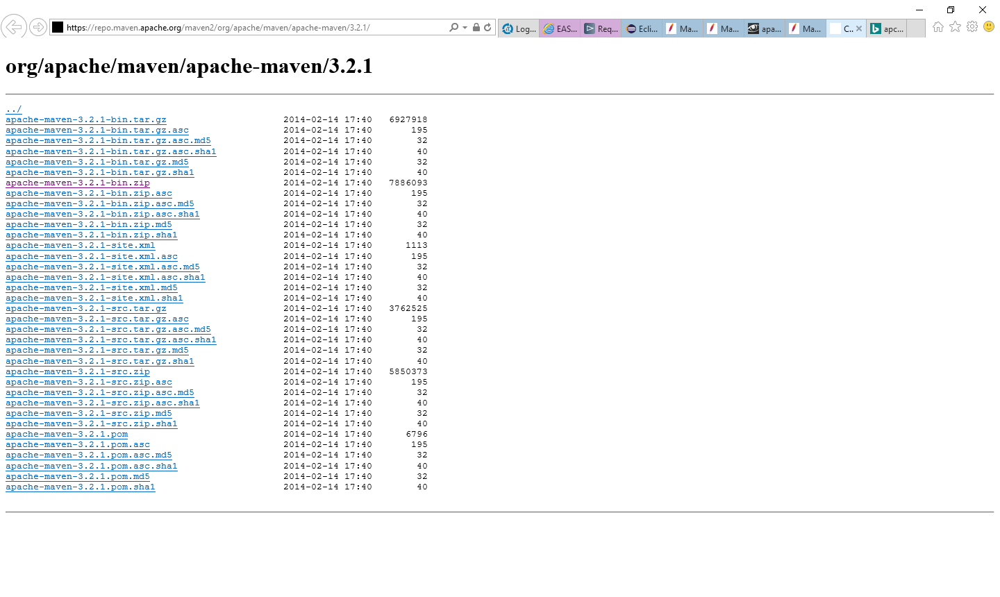 https://repo.maven.apache.org/maven2/org/apache/maven/apache-maven/3.2.1/
Log... EAS... Req... Ecli... Ma... Ma... apa... Ma... C... apc...
org/apache/maven/apache-maven/3.2.1
../
apache-maven-3.2.1-bin.tar.gz 2014-02-14 17:40 6927918
apache-maven-3.2.1-bin.tar.gz.asc 2014-02-14 17:40 195
apache-maven-3.2.1-bin.tar.gz.asc.md5 2014-02-14 17:40 32
apache-maven-3.2.1-bin.tar.gz.asc.sha1 2014-02-14 17:40 40
apache-maven-3.2.1-bin.tar.gz.md5 2014-02-14 17:40 32
apache-maven-3.2.1-bin.tar.gz.sha1 2014-02-14 17:40 40
apache-maven-3.2.1-bin.zip 2014-02-14 17:40 7886093
apache-maven-3.2.1-bin.zip.asc 2014-02-14 17:40 195
apache-maven-3.2.1-bin.zip.asc.md5 2014-02-14 17:40 32
apache-maven-3.2.1-bin.zip.asc.sha1 2014-02-14 17:40 40
apache-maven-3.2.1-bin.zip.md5 2014-02-14 17:40 32
apache-maven-3.2.1-bin.zip.sha1 2014-02-14 17:40 40
apache-maven-3.2.1-site.xml 2014-02-14 17:40 1113
apache-maven-3.2.1-site.xml.asc 2014-02-14 17:40 195
apache-maven-3.2.1-site.xml.asc.md5 2014-02-14 17:40 32
apache-maven-3.2.1-site.xml.asc.sha1 2014-02-14 17:40 40
apache-maven-3.2.1-site.xml.md5 2014-02-14 17:40 32
apache-maven-3.2.1-site.xml.sha1 2014-02-14 17:40 40
apache-maven-3.2.1-src.tar.gz 2014-02-14 17:40 3762525
apache-maven-3.2.1-src.tar.gz.asc 2014-02-14 17:40 195
apache-maven-3.2.1-src.tar.gz.asc.md5 2014-02-14 17:40 32
apache-maven-3.2.1-src.tar.gz.asc.sha1 2014-02-14 17:40 40
apache-maven-3.2.1-src.tar.gz.md5 2014-02-14 17:40 32
apache-maven-3.2.1-src.tar.gz.sha1 2014-02-14 17:40 40
apache-maven-3.2.1-src.zip 2014-02-14 17:40 5850373
apache-maven-3.2.1-src.zip.asc 2014-02-14 17:40 195
apache-maven-3.2.1-src.zip.asc.md5 2014-02-14 17:40 32
apache-maven-3.2.1-src.zip.asc.sha1 2014-02-14 17:40 40
apache-maven-3.2.1-src.zip.md5 2014-02-14 17:40 32
apache-maven-3.2.1-src.zip.sha1 2014-02-14 17:40 40
apache-maven-3.2.1.pom 2014-02-14 17:40 6796
apache-maven-3.2.1.pom.asc 2014-02-14 17:40 195
apache-maven-3.2.1.pom.asc.md5 2014-02-14 17:40 32
apache-maven-3.2.1.pom.asc.sha1 2014-02-14 17:40 40
apache-maven-3.2.1.pom.md5 2014-02-14 17:40 32
apache-maven-3.2.1.pom.sha1 2014-02-14 17:40 40